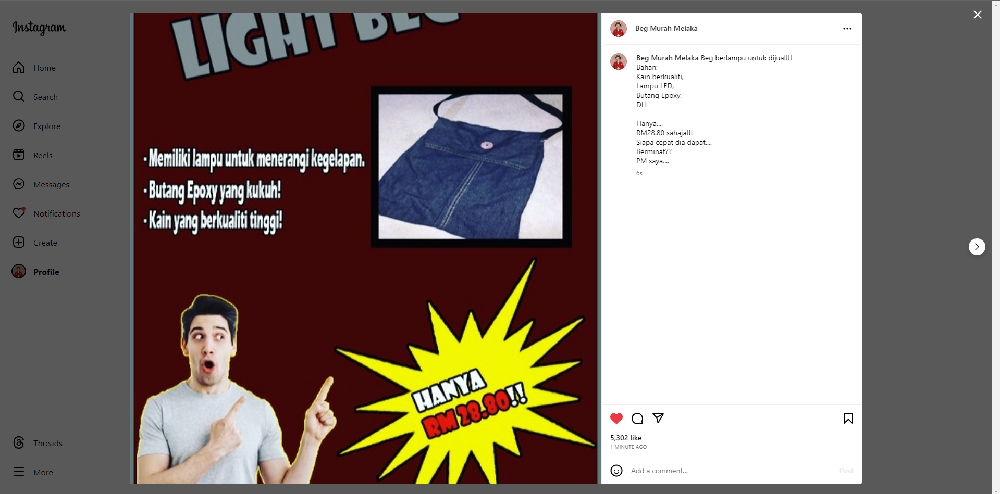 Instagram
Home
Search
Explore
Reels
Messages
Notifications
Create
Profile
Threads
More
LIGHT BEG
· Memiliki lampu untuk menerangi kegelapan.
· Butang Epoxy yang kukuh!
· Kain yang berkualiti tinggi!
HANYA
RM 28.80!!
Beg Murah Melaka
Beg Murah Melaka Beg berlampu untuk dijual!!!
Bahan;
Kain berkualiti,
Lampu LED,
Butang Epoxy,
DLL
Hanya....
RM28.80 sahaja!!!
Siapa cepat dia dapat....
Berminat??
PM saya....
6s
5,302 like
1 MINUTE AGO
Add a comment...
Post